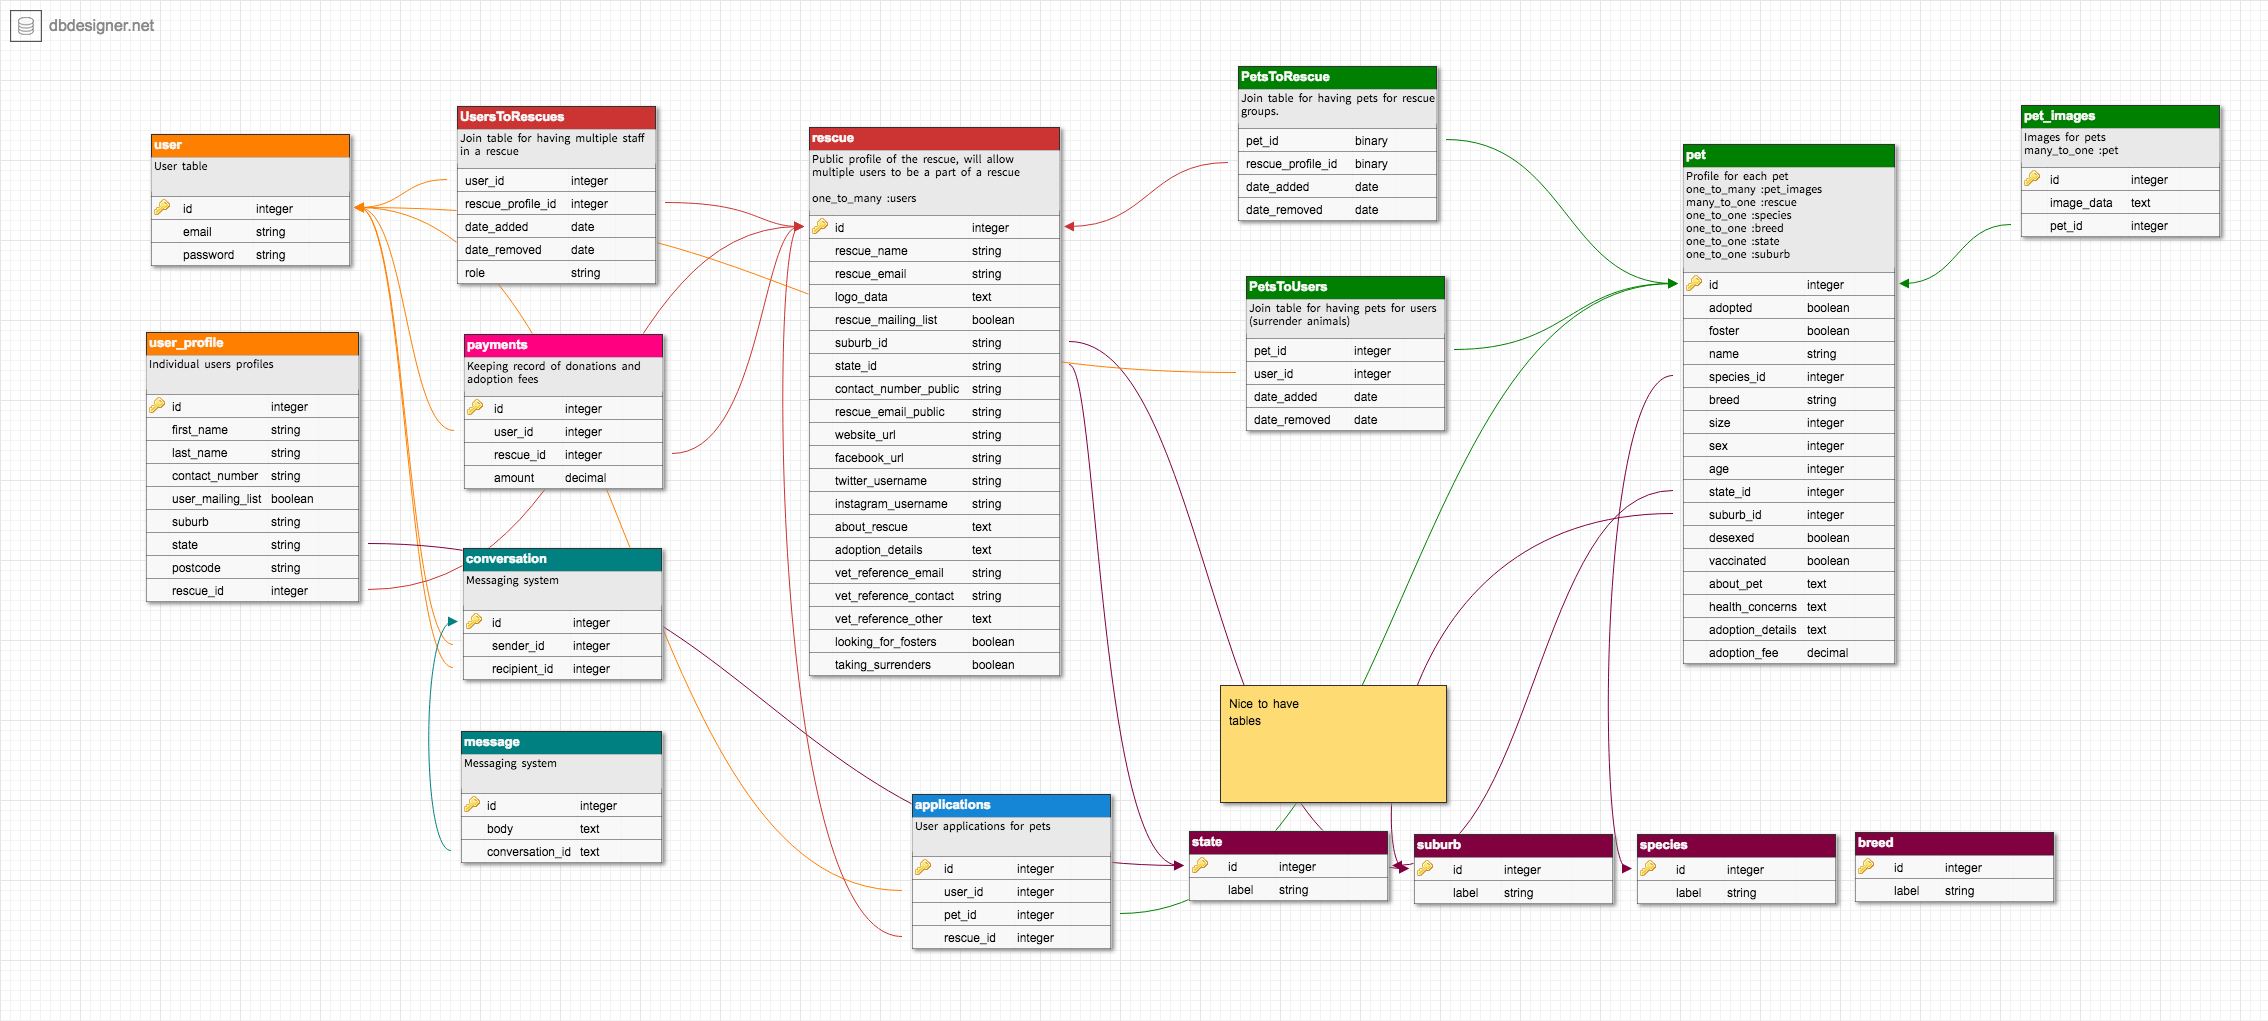 dbdesigner.net
user
User table
id integer
email string
password string
user_profile
Individual users profiles
id integer
first_name string
last_name string
contact_number string
user_mailing_list boolean
suburb string
state string
postcode string
rescue_id integer
UsersToRescues
Join table for having multiple staff
in a rescue
user_id integer
rescue_profile_id integer
date_added date
date_removed date
role string
payments
Keeping record of donations and
adoption fees
id integer
user_id integer
rescue_id integer
amount decimal
conversation
Messaging system
id integer
sender_id integer
recipient_id integer
message
Messaging system
id integer
body text
conversation_id text
rescue
Public profile of the rescue, will allow
multiple users to be a part of a rescue
one_to_many :users
id integer
rescue_name string
rescue_email string
logo_data text
rescue_mailing_list boolean
suburb_id string
state_id string
contact_number_public string
rescue_email_public string
website_url string
facebook_url string
twitter_username string
instagram_username string
about_rescue text
adoption_details text
vet_reference_email string
vet_reference_contact string
vet_reference_other text
looking_for_fosters boolean
taking_surrenders boolean
applications
User applications for pets
id integer
user_id integer
pet_id integer
rescue_id integer
PetsToRescue
Join table for having pets for rescue
groups.
pet_id binary
rescue_profile_id binary
date_added date
date_removed date
PetsToUsers
Join table for having pets for users
(surrender animals)
pet_id integer
user_id integer
date_added date
date_removed date
Nice to have
tables
state
id integer
label string
suburb
id integer
label string
species
id integer
label string
breed
id integer
label string
pet
Profile for each pet
one_to_many :pet_images
many_to_one :rescue
one_to_one :species
one_to_one :breed
one_to_one :state
one_to_one :suburb
id integer
adopted boolean
foster boolean
name string
species_id integer
breed string
size integer
sex integer
age integer
state_id integer
suburb_id integer
desexed boolean
vaccinated boolean
about_pet text
health_concerns text
adoption_details text
adoption_fee decimal
pet_images
Images for pets
many_to_one :pet
id integer
image_data text
pet_id integer